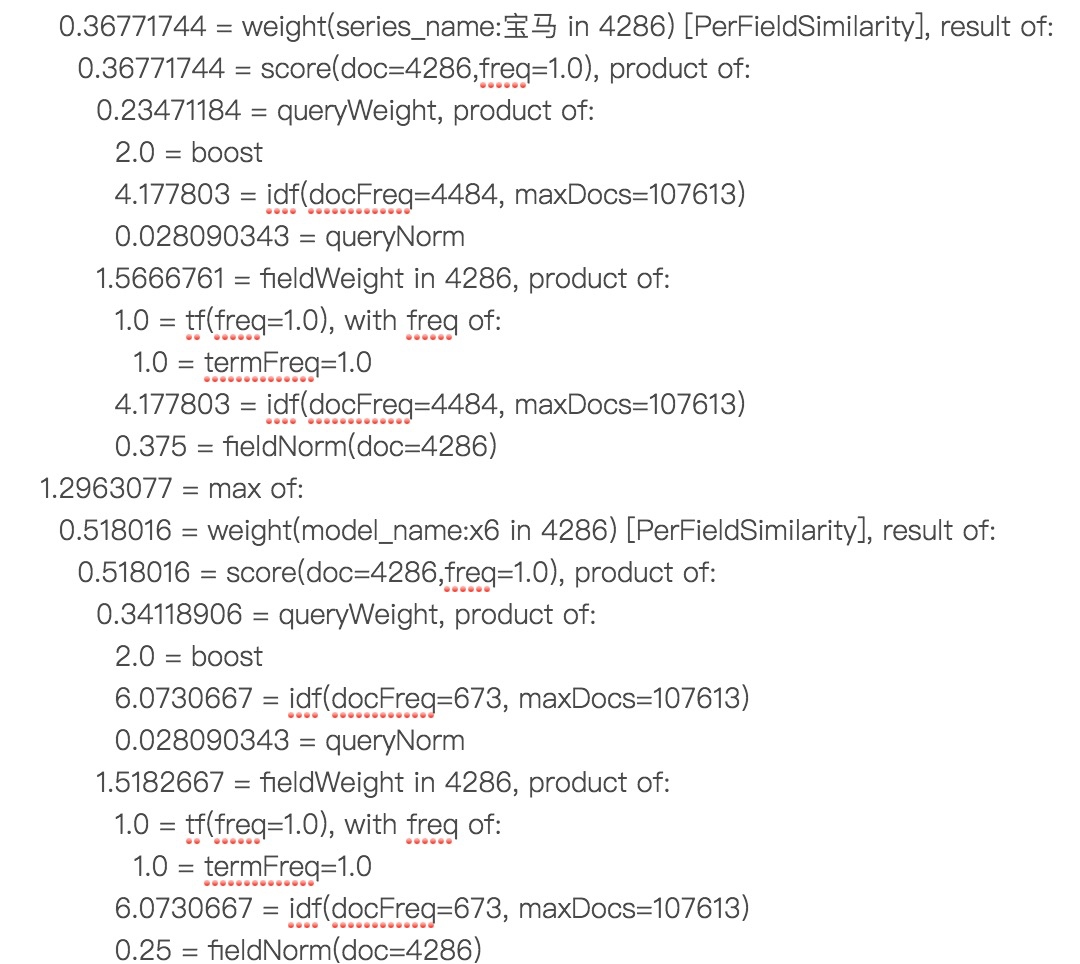 0.36771744 = weight(series_name:宝马 in 4286) [PerFieldSimilarity], result of:
0.36771744 = score(doc=4286,freq=1.0), product of:
0.23471184 = queryWeight, product of:
2.0 = boost
4.177803 = idf(docFreq=4484, maxDocs=107613)
0.028090343 = queryNorm
1.5666761 = fieldWeight in 4286, product of:
1.0 = tf(freq=1.0), with freq of:
1.0 = termFreq=1.0
4.177803 = idf(docFreq=4484, maxDocs=107613)
0.375 = fieldNorm(doc=4286)
1.2963077 = max of:
0.518016 = weight(model_name:x6 in 4286) [PerFieldSimilarity], result of:
0.518016 = score(doc=4286,freq=1.0), product of:
0.34118906 = queryWeight, product of:
2.0 = boost
6.0730667 = idf(docFreq=673, maxDocs=107613)
0.028090343 = queryNorm
1.5182667 = fieldWeight in 4286, product of:
1.0 = tf(freq=1.0), with freq of:
1.0 = termFreq=1.0
6.0730667 = idf(docFreq=673, maxDocs=107613)
0.25 = fieldNorm(doc=4286)